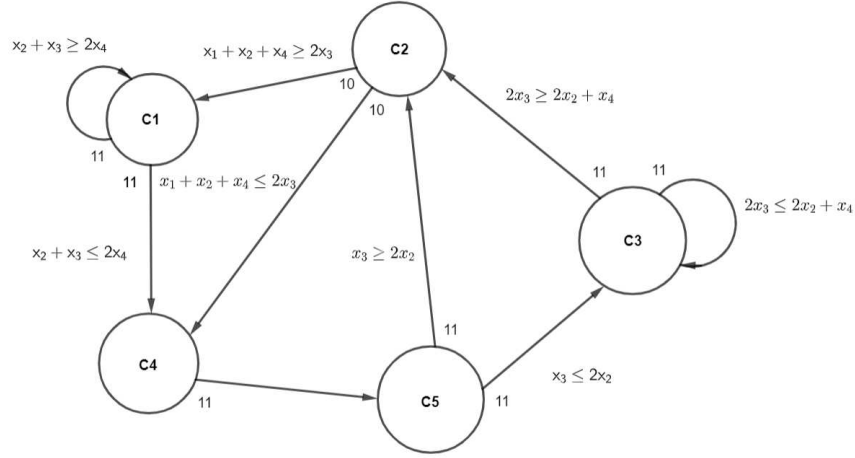 x₂ + x₃ ≥ 2x₄
x₁ + x₂ + x₄ ≥ 2x₃
C2
10
10
2x₃ ≥ 2x₂ + x₄
C1
11
11
x₁ + x₂ + x₄ ≤ 2x₃
11
11
2x₃ ≤ 2x₂ + x₄
C3
x₂ + x₃ ≤ 2x₄
x₃ ≥ 2x₂
11
C4
11
C5
11
x₃ ≤ 2x₂